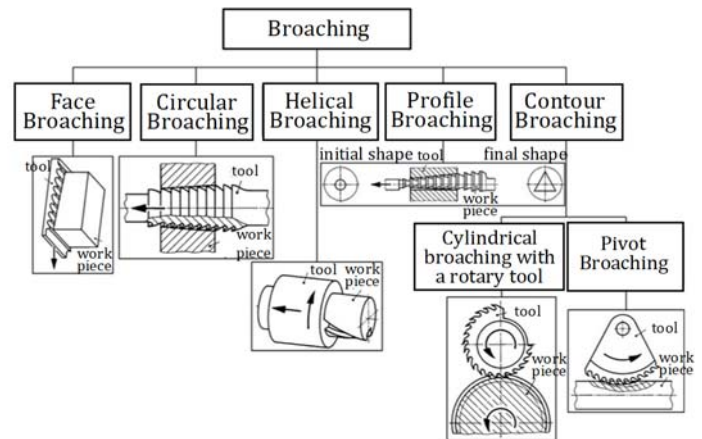 Broaching
Face
Broaching
Circular
Broaching
Helical
Broaching
Profile
Broaching
Contour
Broaching
tool
work
piece
tool
work
piece
initial shape
tool
final shape
work
piece
tool
work
piece
Cylindrical
broaching with
a rotary tool
Pivot
Broaching
tool
work
piece
tool
work
piece